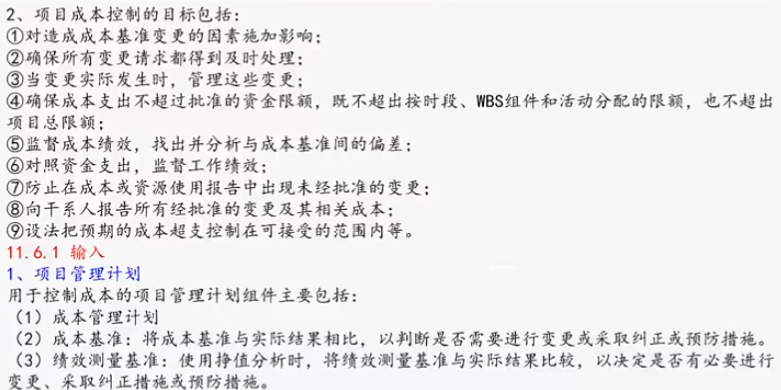 2、项目成本控制的目标包括：
①对造成成本基准变更的因素施加影响；
②确保所有变更请求都得到及时处理；
③当变更实际发生时，管理这些变更；
④确保成本支出不超过批准的资金限额，既不超出按时段、WBS组件和活动分配的限额，也不超出
项目总限额；
⑤监督成本绩效，找出并分析与成本基准间的偏差；
⑥对照资金支出，监督工作绩效；
⑦防止在成本或资源使用报告中出现未经批准的变更；
⑧向干系人报告所有经批准的变更及其相关成本；
⑨设法把预期的成本超支控制在可接受的范围内等。
11.6.1 输入
1、项目管理计划
用于控制成本的项目管理计划组件主要包括：
（1）成本管理计划
（2）成本基准：将成本基准与实际结果相比，以判断是否需要进行变更或采取纠正或预防措施。
（3）绩效测量基准：使用挣值分析时，将绩效测量基准与实际结果比较，以决定是否有必要进行
变更、采取纠正措施或预防措施。